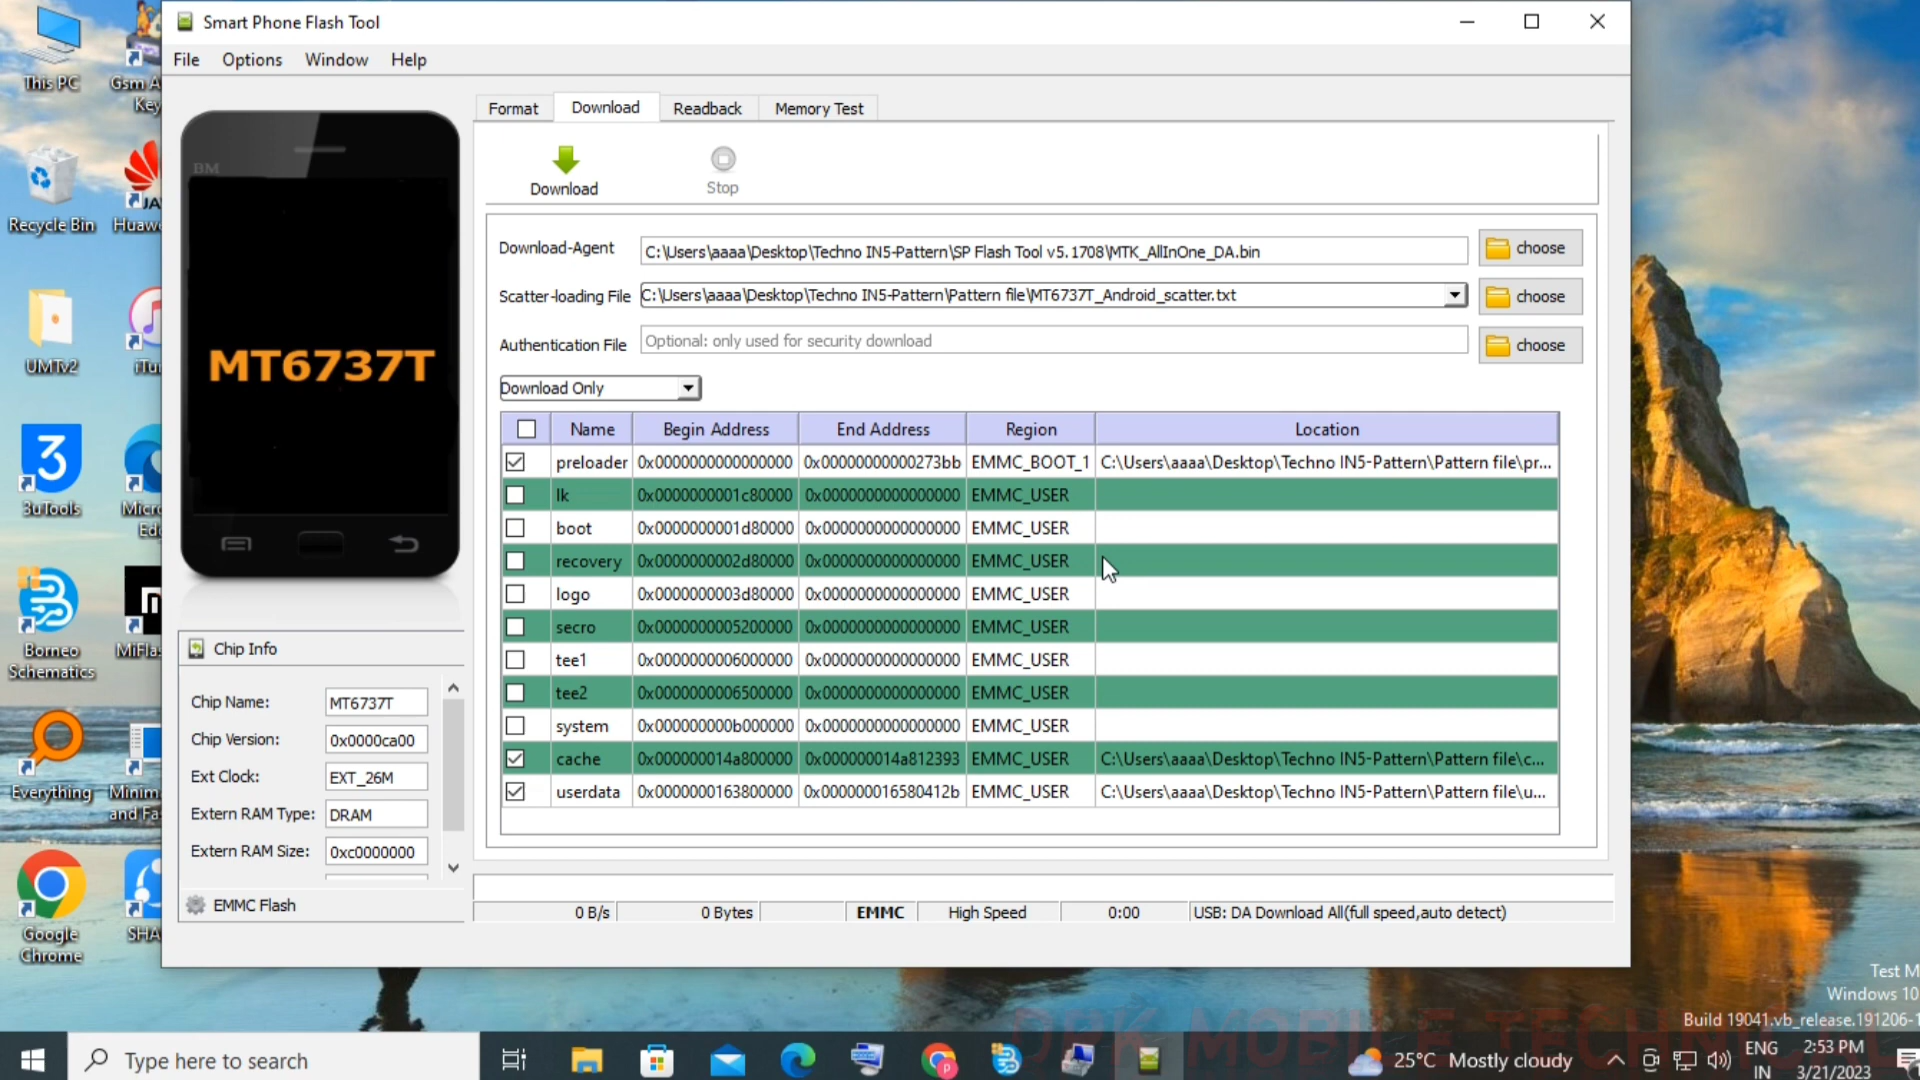 Smart Phone Flash Tool
File Options Window Help
Format Download Readback Memory Test
Download
Stop
Download-Agent
C:\Users\aaaa\Desktop\Techno IN5-Pattern\SP Flash Tool v5.1708\MTK_AllInOne_DA.bin
choose
Scatter-loading File
C:\Users\aaaa\Desktop\Techno IN5-Pattern\Pattern file\MT6737T_Android_scatter.txt
choose
Authentication File
Optional: only used for security download
choose
Download Only
Name Begin Address End Address Region Location
preloader 0x0000000000000000 0x00000000000273bb EMMC_BOOT_1 C:\Users\aaaa\Desktop\Techno IN5-Pattern\Pattern file\pr...
lk 0x0000000001c80000 0x0000000000000000 EMMC_USER
boot 0x0000000001d80000 0x0000000000000000 EMMC_USER
recovery 0x0000000002d80000 0x0000000000000000 EMMC_USER
logo 0x0000000003d80000 0x0000000000000000 EMMC_USER
secro 0x0000000005200000 0x0000000000000000 EMMC_USER
tee1 0x0000000006000000 0x0000000000000000 EMMC_USER
tee2 0x0000000006500000 0x0000000000000000 EMMC_USER
system 0x000000000b000000 0x0000000000000000 EMMC_USER
cache 0x000000014a800000 0x000000014a812393 EMMC_USER C:\Users\aaaa\Desktop\Techno IN5-Pattern\Pattern file\c...
userdata 0x0000000163800000 0x000000016580412b EMMC_USER C:\Users\aaaa\Desktop\Techno IN5-Pattern\Pattern file\u...
BM
MT6737T
Chip Info
Chip Name: MT6737T
Chip Version: 0x0000ca00
Ext Clock: EXT_26M
Extern RAM Type: DRAM
Extern RAM Size: 0xc0000000
EMMC Flash
0 B/s 0 Bytes EMMC High Speed 0:00 USB: DA Download All(full speed,auto detect)
This PC
Gsm A
Key
Recycle Bin
Huaw
UMTv2
iTu
3
3uTools
Micro
Ed
Borneo
Schematics
MiFla
Everything
Minim
and Fa
Google
Chrome
SHA
Test M
Windows 10
Build 19041.vb_release.191206-1
DPK MOBILE TECHNICAL
Type here to search
25°C Mostly cloudy
ENG
IN
2:53 PM
3/21/2023